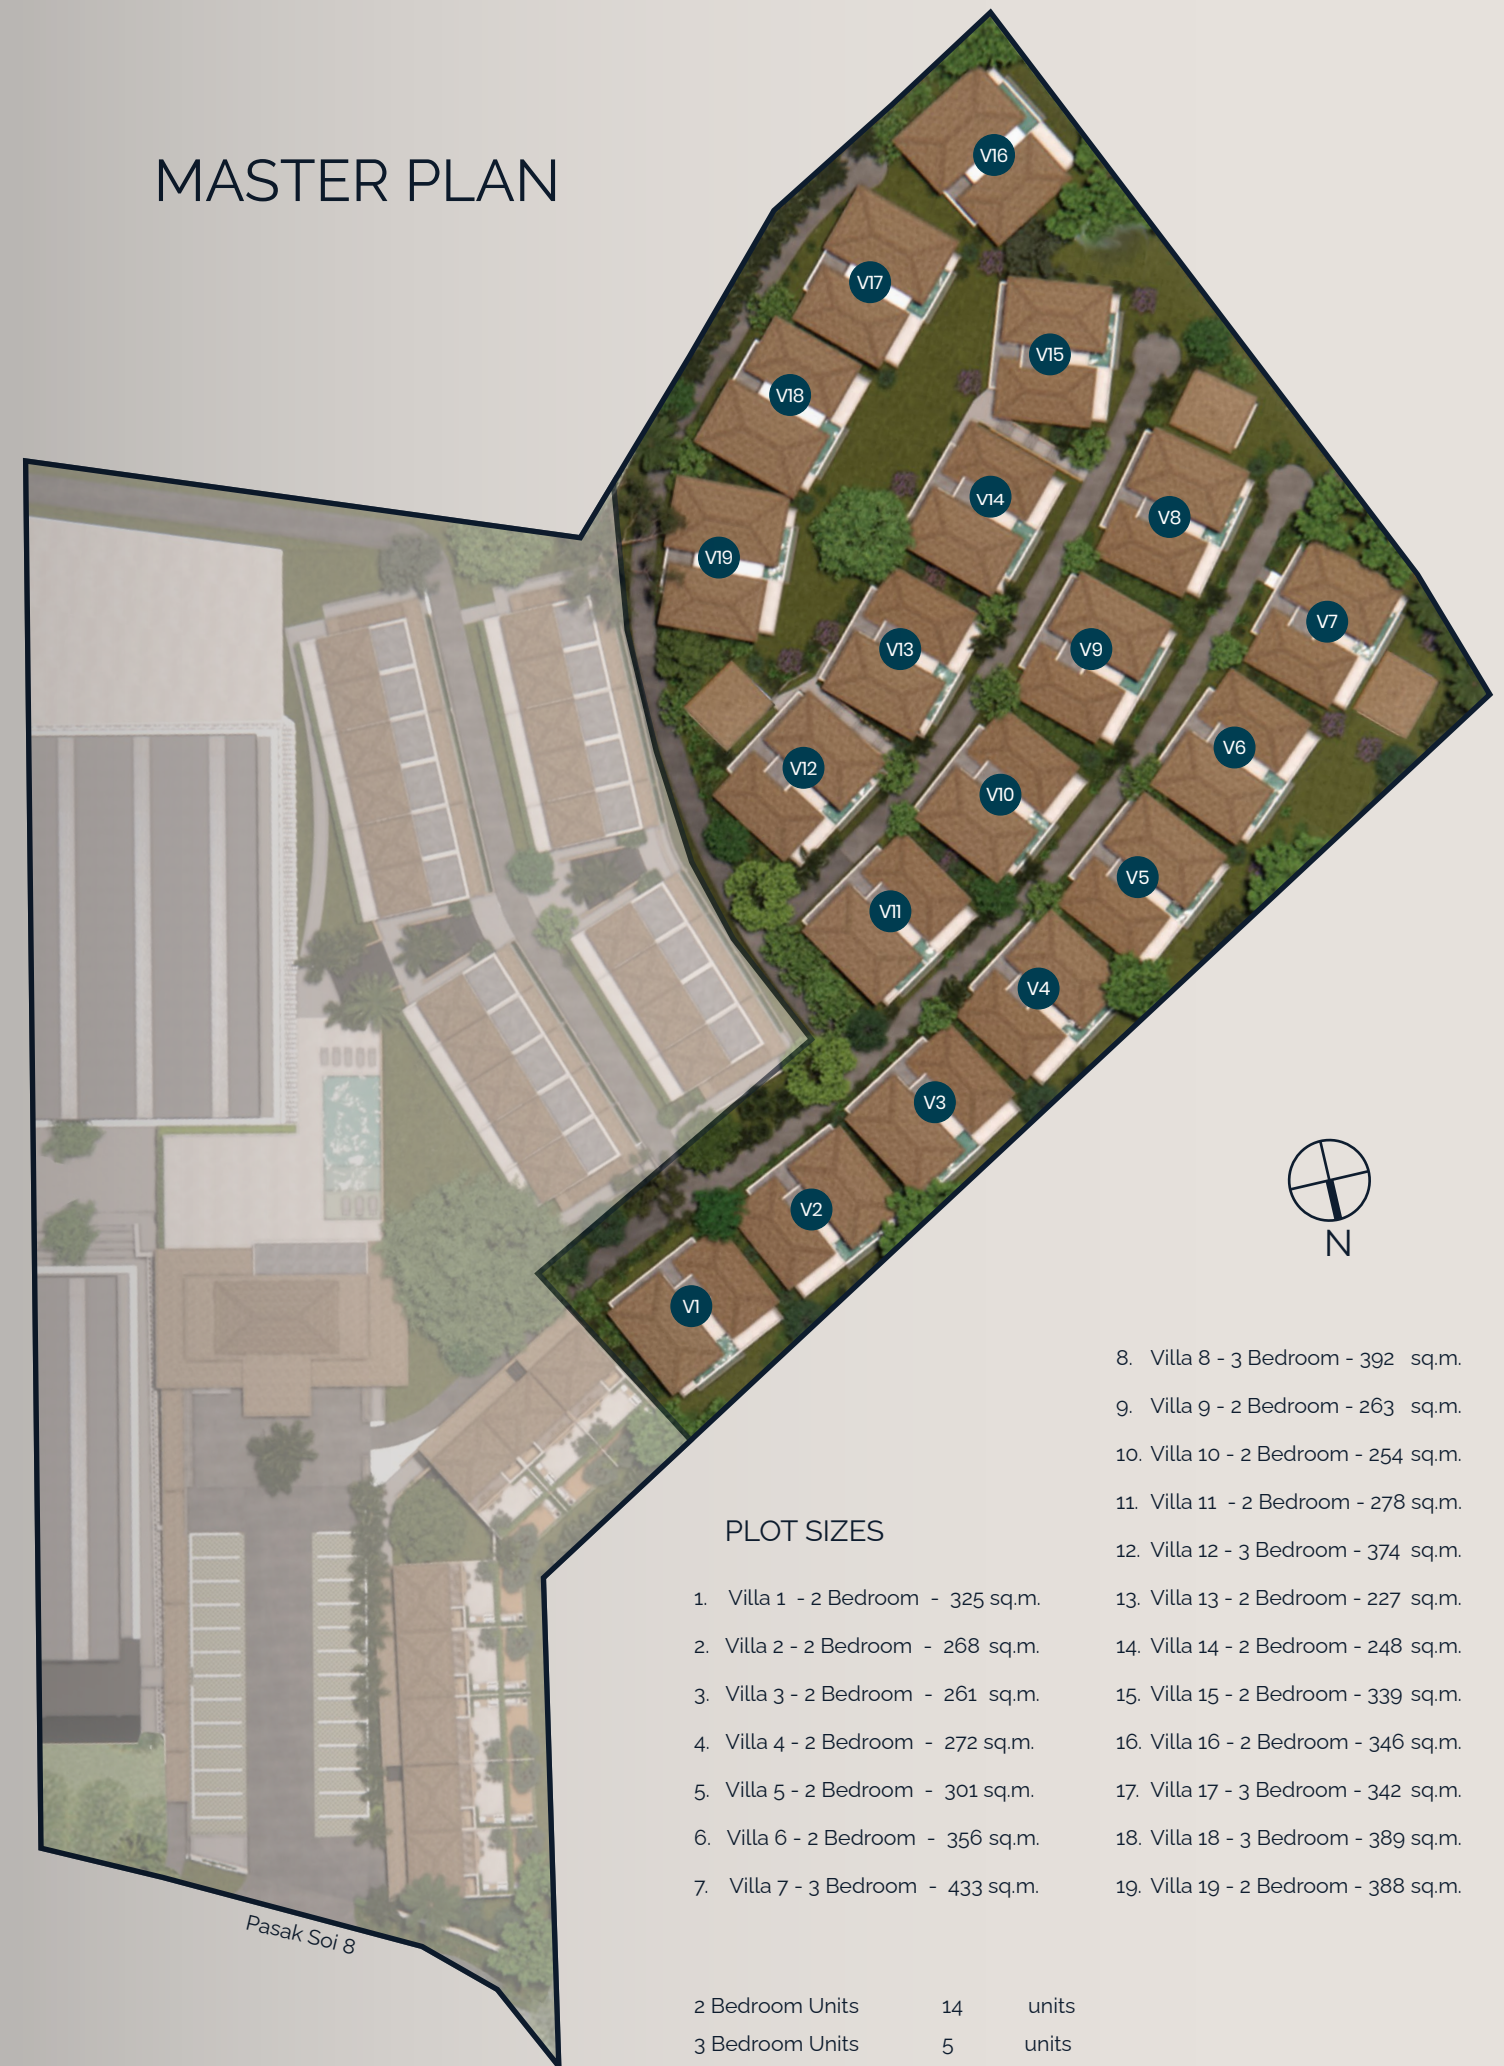 MASTER PLAN
V16
V17
V15
V18
V14
V8
V19
V7
V13
V9
V6
V12
V10
V5
V11
V4
V3
V2
V1
N
Pasak Soi 8
PLOT SIZES
1. Villa 1 - 2 Bedroom - 325 sq.m.
2. Villa 2 - 2 Bedroom - 268 sq.m.
3. Villa 3 - 2 Bedroom - 261 sq.m.
4. Villa 4 - 2 Bedroom - 272 sq.m.
5. Villa 5 - 2 Bedroom - 301 sq.m.
6. Villa 6 - 2 Bedroom - 356 sq.m.
7. Villa 7 - 3 Bedroom - 433 sq.m.
8. Villa 8 - 3 Bedroom - 392 sq.m.
9. Villa 9 - 2 Bedroom - 263 sq.m.
10. Villa 10 - 2 Bedroom - 254 sq.m.
11. Villa 11 - 2 Bedroom - 278 sq.m.
12. Villa 12 - 3 Bedroom - 374 sq.m.
13. Villa 13 - 2 Bedroom - 227 sq.m.
14. Villa 14 - 2 Bedroom - 248 sq.m.
15. Villa 15 - 2 Bedroom - 339 sq.m.
16. Villa 16 - 2 Bedroom - 346 sq.m.
17. Villa 17 - 3 Bedroom - 342 sq.m.
18. Villa 18 - 3 Bedroom - 389 sq.m.
19. Villa 19 - 2 Bedroom - 388 sq.m.
2 Bedroom Units 14 units
3 Bedroom Units 5 units